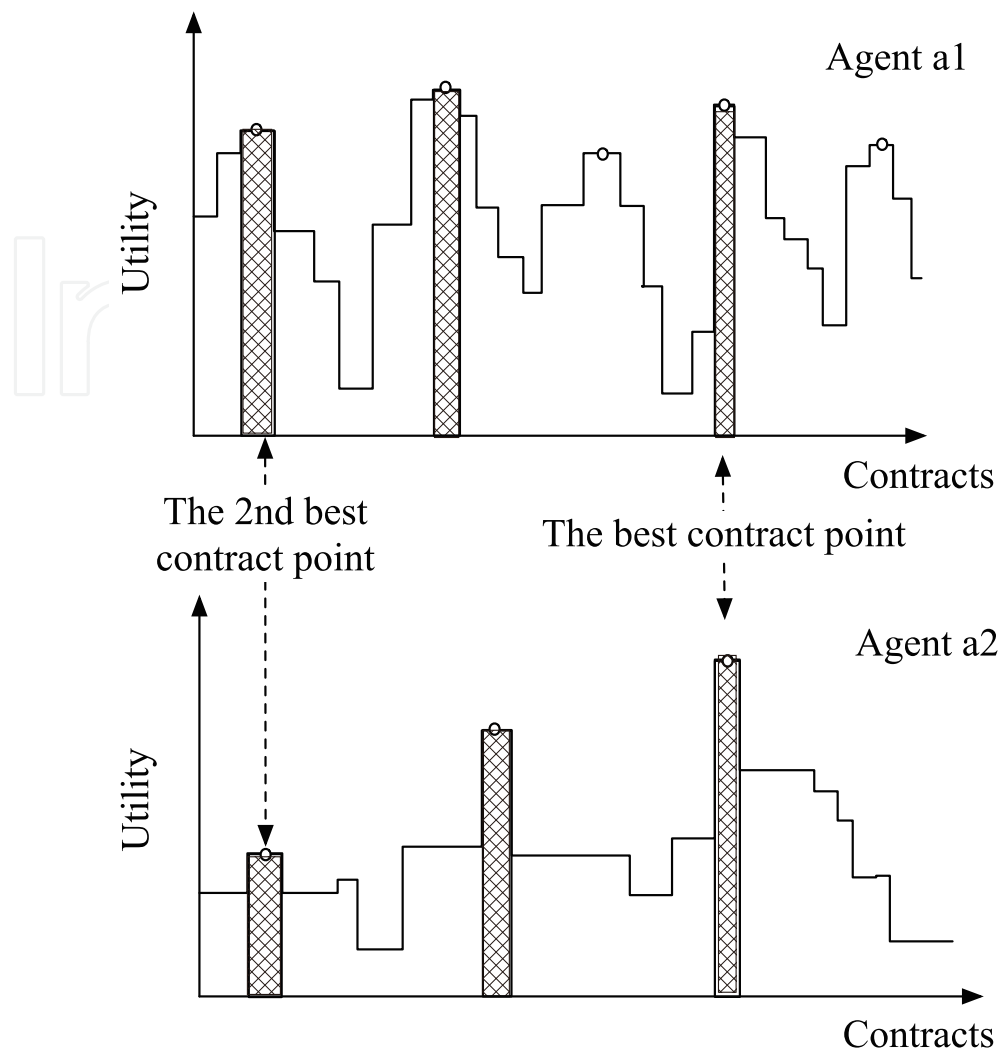 Agent a1
Utility
Contracts
The 2nd best
contract point
The best contract point
Agent a2
Utility
Contracts